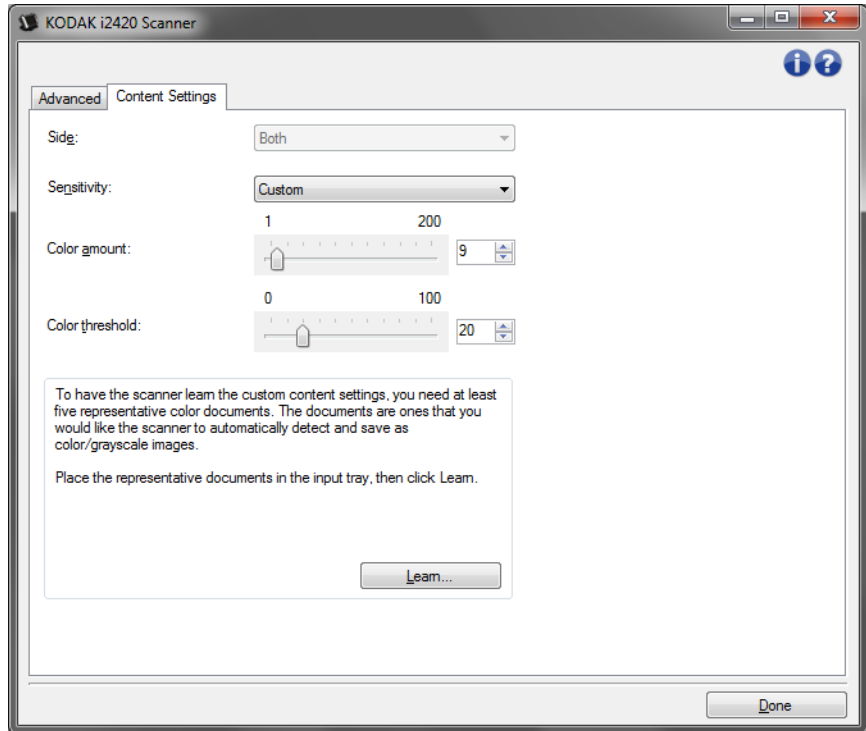 KODAK i2420 Scanner
Advanced
Content Settings
Side:
Both
Sensitivity:
Custom
1 200
Color amount:
9
0 100
Color threshold:
20
To have the scanner learn the custom content settings, you need at least
five representative color documents. The documents are ones that you
would like the scanner to automatically detect and save as
color/grayscale images.
Place the representative documents in the input tray, then click Learn.
Learn...
Done